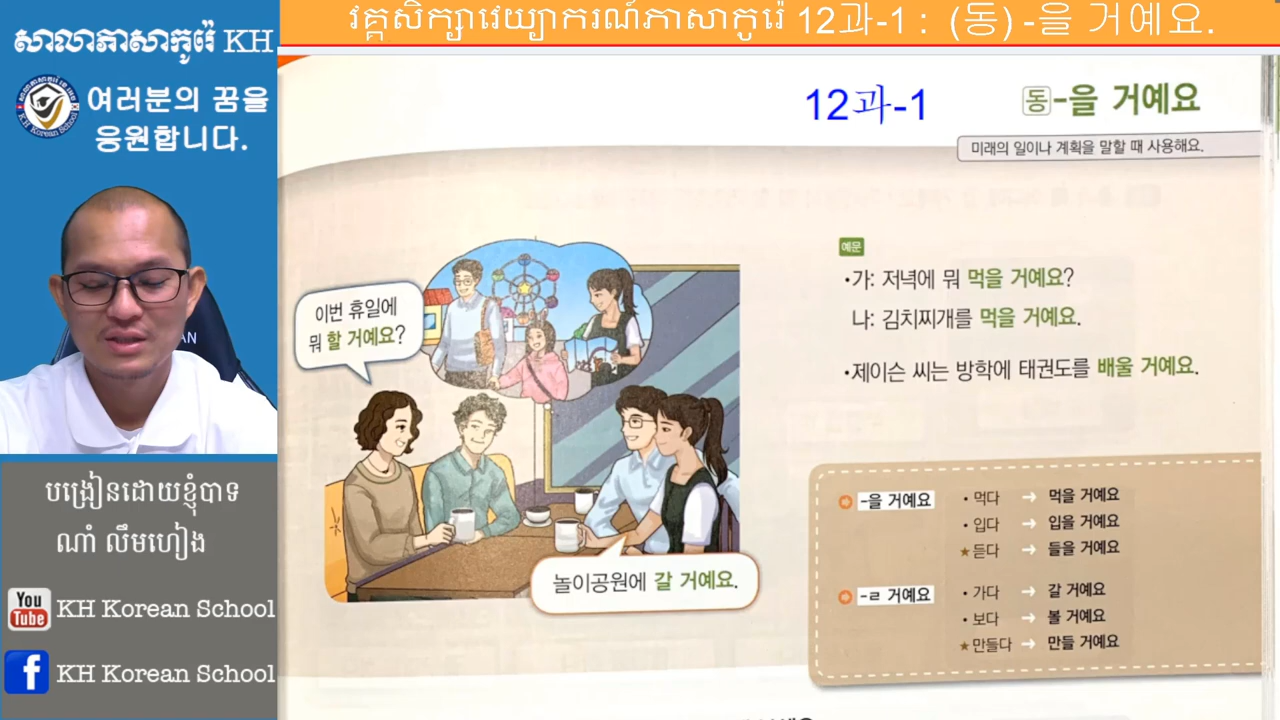 វគ្គសិក្សាវេយ្យាករណ៍ភាសាកូរ៉េ 12과-1 : (동) -을 거예요.
សាលាភាសាកូរ៉េ KH
여러분의 꿈을
응원합니다.
បង្រៀនដោយខ្ញុំបាទ
ណាំ លឹមហៀង
You
Tube
KH Korean School
f KH Korean School
12과-1
동-을 거예요
미래의 일이나 계획을 말할 때 사용해요.
이번 휴일에
뭐 할 거예요?
놀이공원에 갈 거예요.
예문
•가: 저녁에 뭐 먹을 거예요?
나: 김치찌개를 먹을 거예요.
•제이슨 씨는 방학에 태권도를 배울 거예요.
-을 거예요 • 먹다 → 먹을 거예요
• 입다 → 입을 거예요
★듣다 → 들을 거예요
-ㄹ 거예요 • 가다 → 갈 거예요
• 보다 → 볼 거예요
★만들다 → 만들 거예요